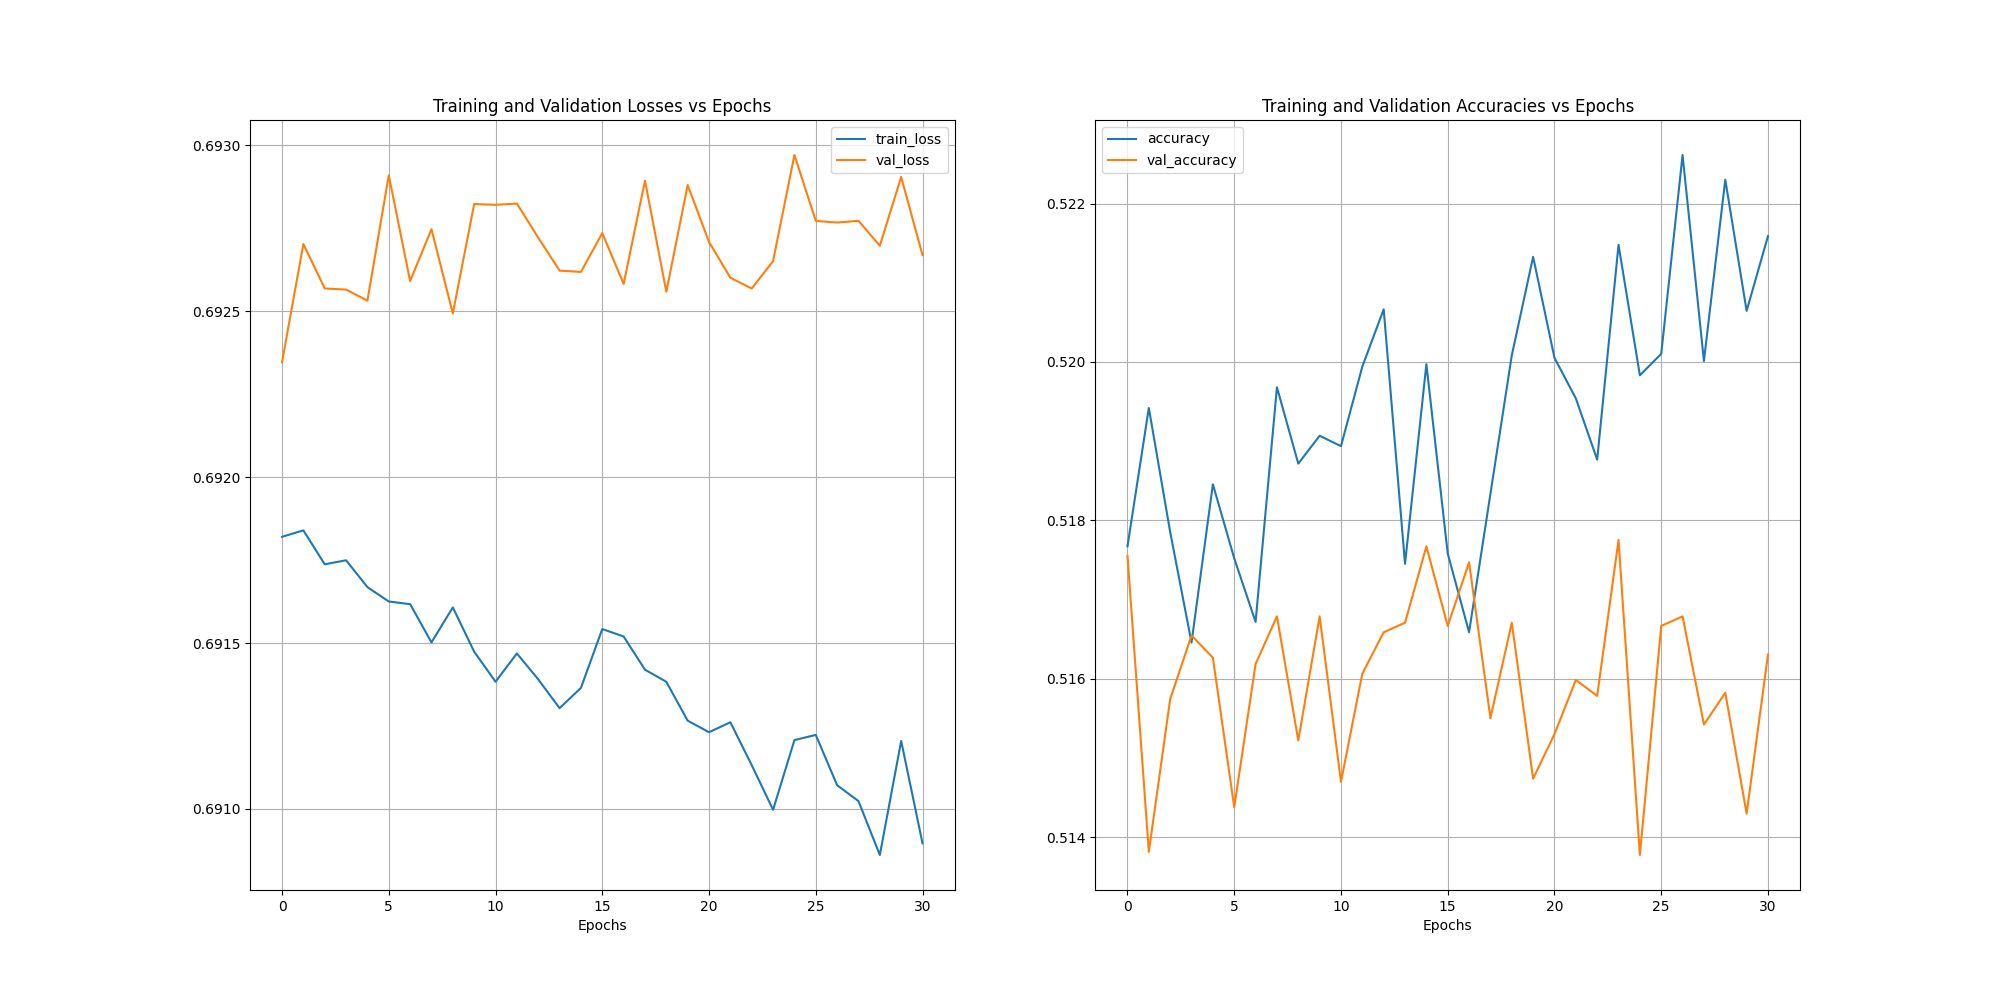 Training and Validation Losses vs Epochs
train_loss
val_loss
0.6930
0.6925
0.6920
0.6915
0.6910
0 5 10 15 20 25 30
Epochs
Training and Validation Accuracies vs Epochs
accuracy
val_accuracy
0.522
0.520
0.518
0.516
0.514
0 5 10 15 20 25 30
Epochs